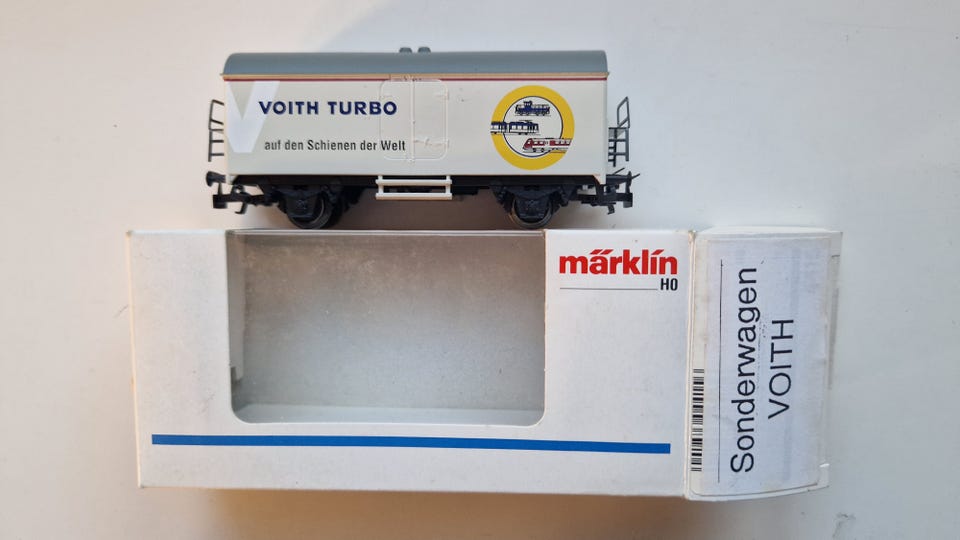 VOITH TURBO
auf den Schienen der Welt
märklin
HO
Sonderwagen
VOITH